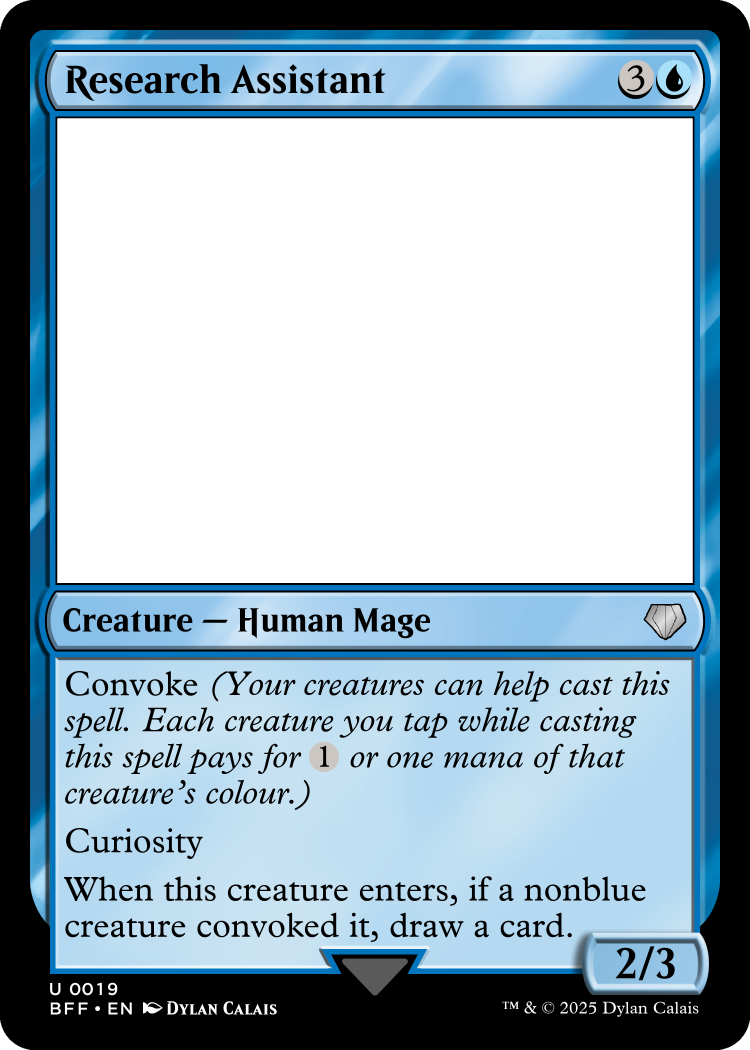 Research Assistant 3
Creature — Human Mage
Convoke (Your creatures can help cast this
spell. Each creature you tap while casting
this spell pays for 1 or one mana of that
creature's colour.)
Curiosity
When this creature enters, if a nonblue
creature convoked it, draw a card.
2/3
U 0019
BFF • EN Dylan Calais
™ & © 2025 Dylan Calais